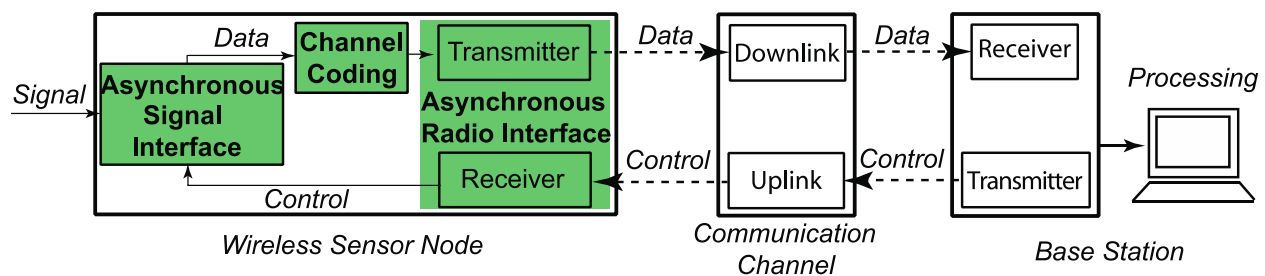 Signal
Asynchronous
Signal
Interface
Data
Channel
Coding
Transmitter
Asynchronous
Radio Interface
Receiver
Control
Wireless Sensor Node
Data
Control
Downlink
Uplink
Communication
Channel
Data
Control
Receiver
Transmitter
Base Station
Processing